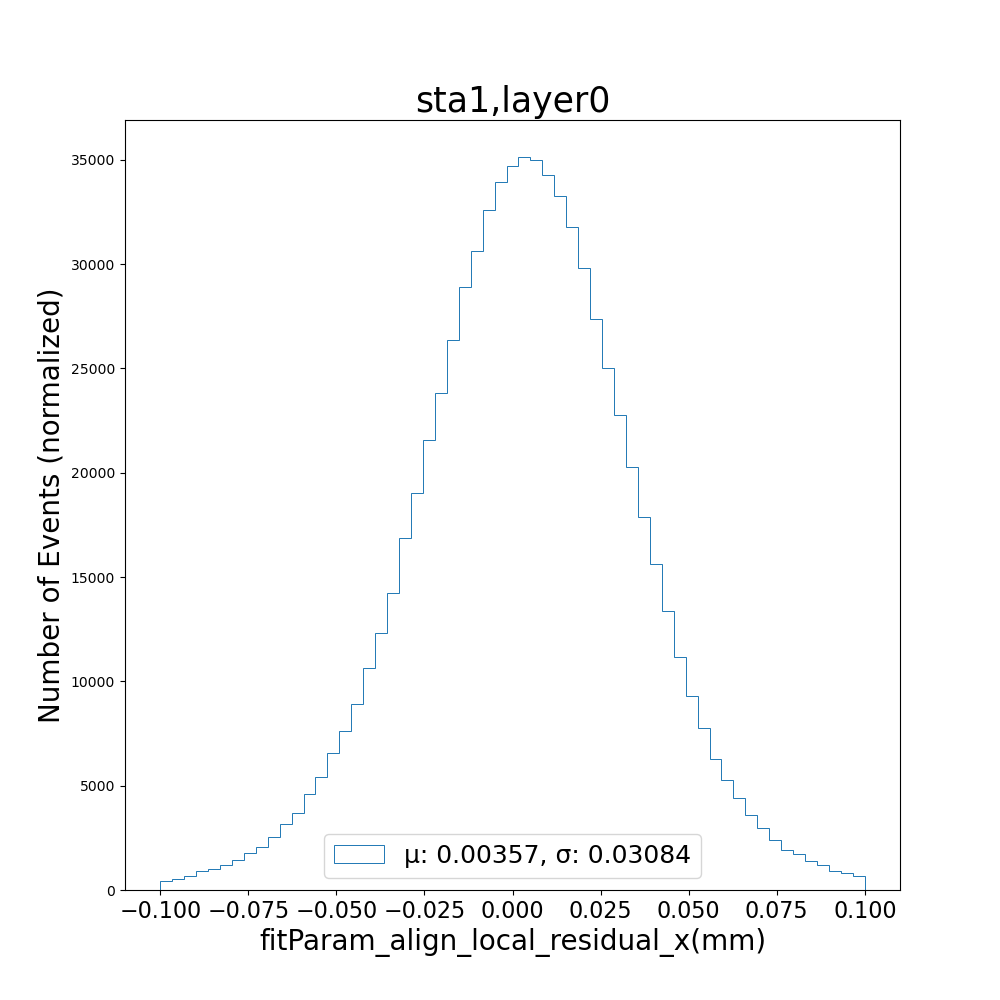 sta1,layer0
Number of Events (normalized)
35000
30000
25000
20000
15000
10000
5000
0
μ: 0.00357, σ: 0.03084
−0.100 −0.075 −0.050 −0.025 0.000 0.025 0.050 0.075 0.100
fitParam_align_local_residual_x(mm)